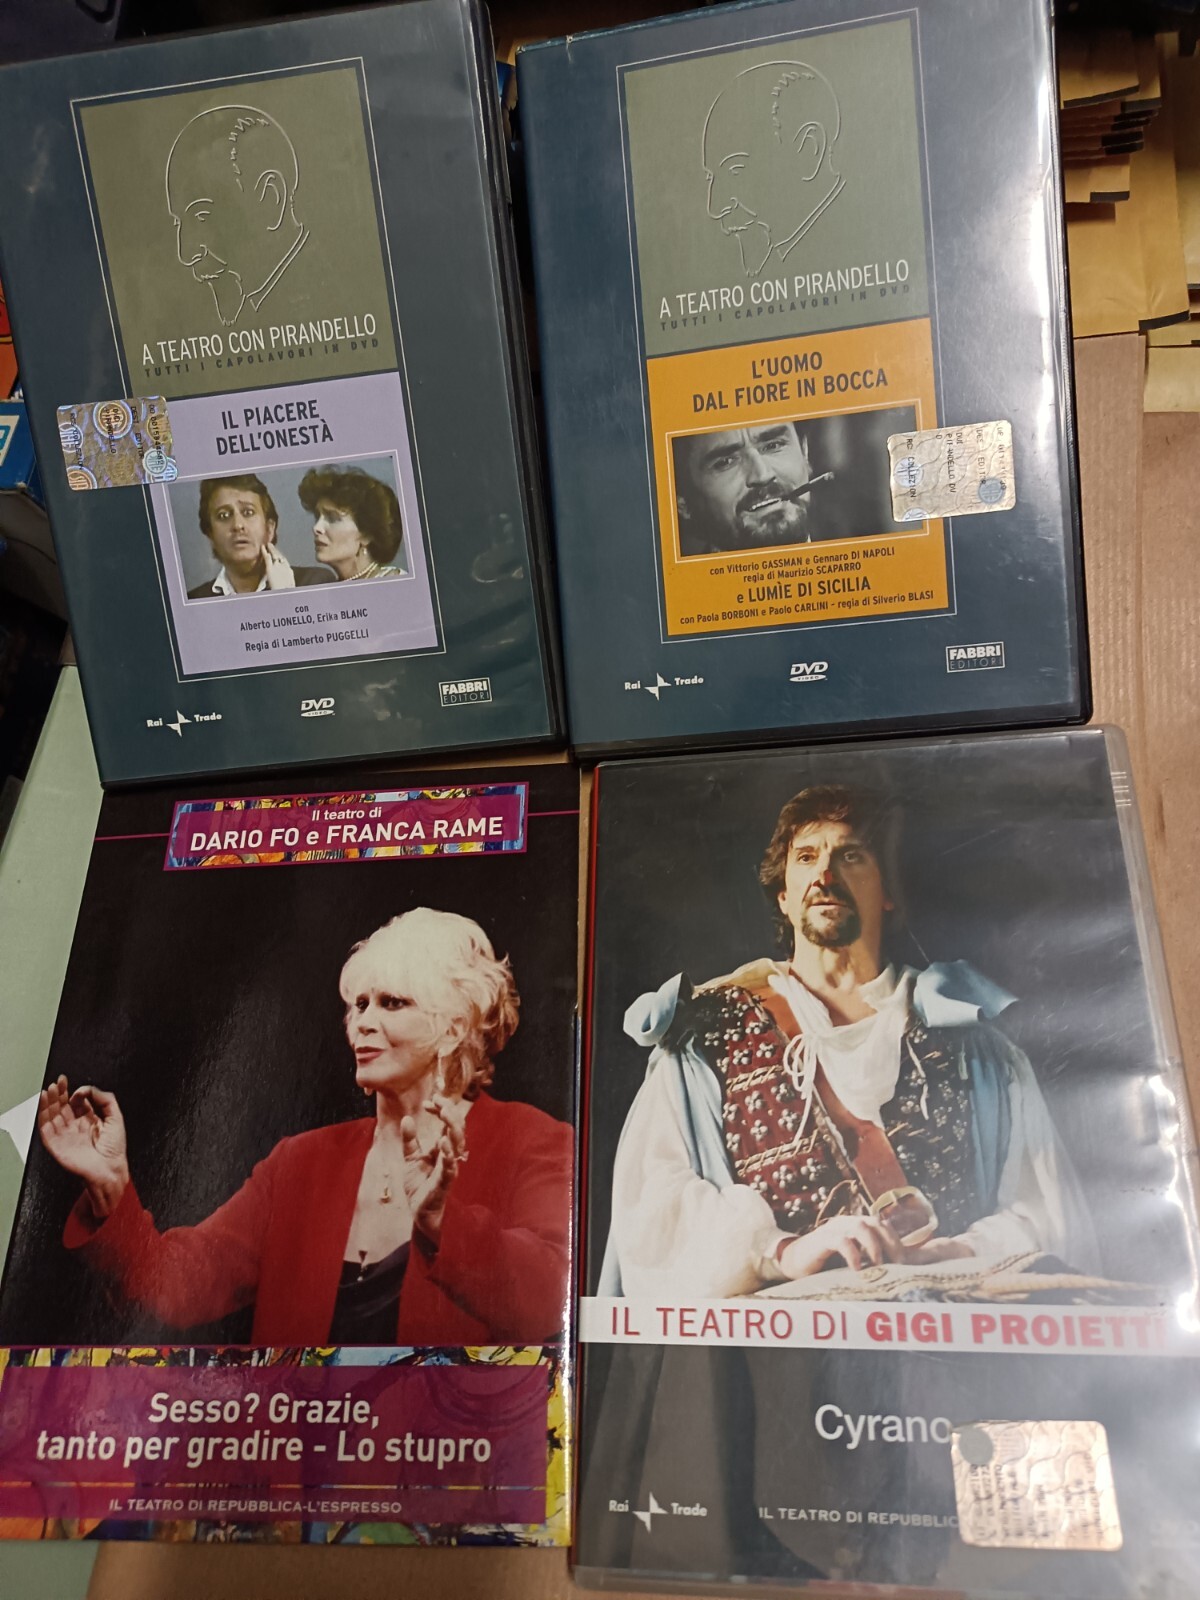 A TEATRO CON PIRANDELLO
TUTTI I CAPOLAVORI IN DVD
IL PIACERE
DELL'ONESTÀ
con
Alberto LIONELLO, Erika BLANC
Regia di Lamberto PUGGELLI
Rai Trade
DVD
VIDEO
FABBRI
EDITORI
A TEATRO CON PIRANDELLO
TUTTI I CAPOLAVORI IN DVD
L'UOMO
DAL FIORE IN BOCCA
con Vittorio GASSMAN e Gennaro DI NAPOLI
regia di Maurizio SCAPARRO
e LUMÌE DI SICILIA
con Paola BORBONI e Paolo CARLINI - regia di Silverio BLASI
Rai Trade
DVD
VIDEO
FABBRI
EDITORI
Il teatro di
DARIO FO e FRANCA RAME
Sesso? Grazie,
tanto per gradire - Lo stupro
IL TEATRO DI REPUBBLICA-L'ESPRESSO
IL TEATRO DI GIGI PROIETTI
Cyrano
Rai Trade
IL TEATRO DI REPUBBLIC